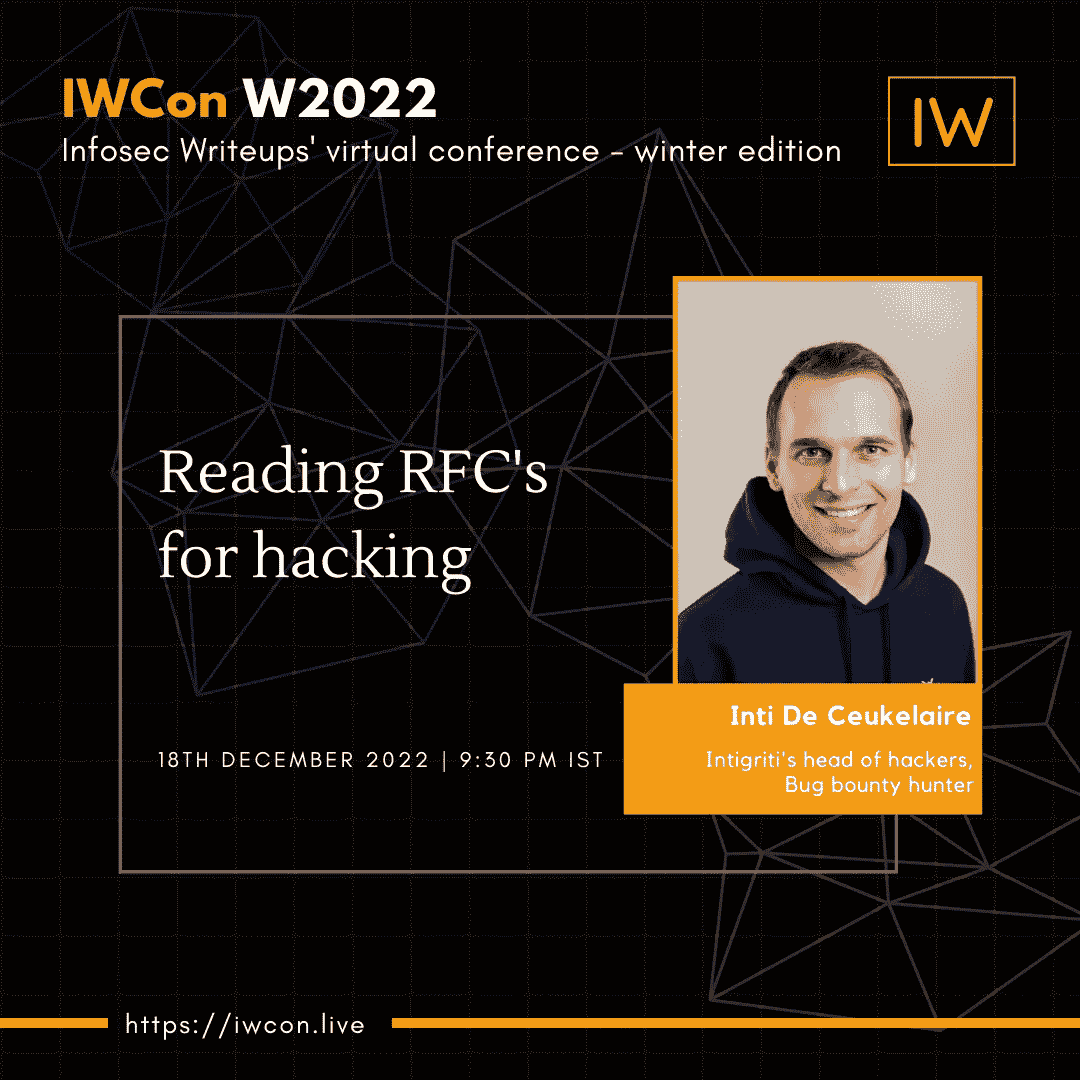 IWCon W2022
Infosec Writeups' virtual conference – winter edition
IW
Reading RFC's
for hacking
18TH DECEMBER 2022 | 9:30 PM IST
Inti De Ceukelaire
Intigriti's head of hackers,
Bug bounty hunter
https://iwcon.live